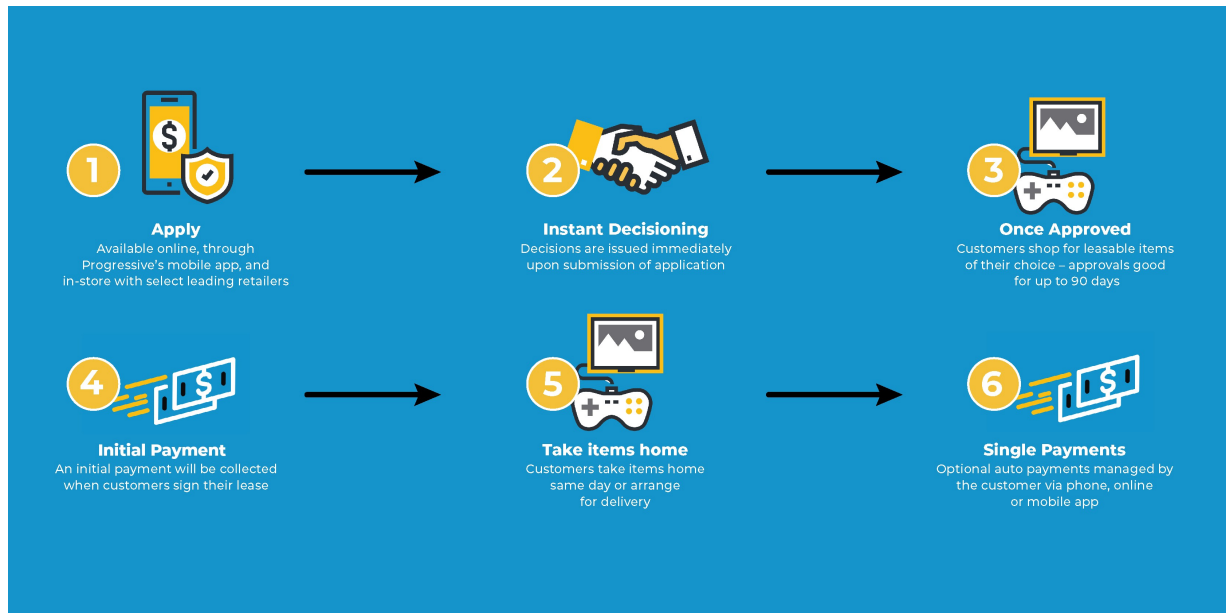 1
Apply
Available online, through
Progressive's mobile app, and
in-store with select leading retailers
2
Instant Decisioning
Decisions are issued immediately
upon submission of application
3
Once Approved
Customers shop for leasable items
of their choice – approvals good
for up to 90 days
4
Initial Payment
An initial payment will be collected
when customers sign their lease
5
Take items home
Customers take items home
same day or arrange
for delivery
6
Single Payments
Optional auto payments managed by
the customer via phone, online
or mobile app